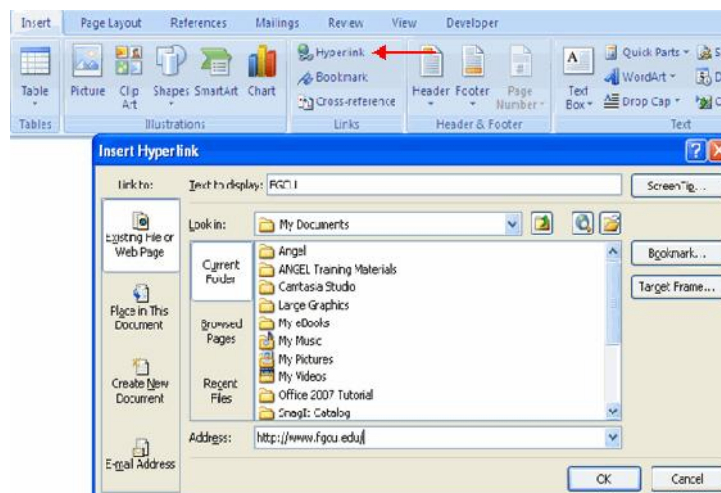 Insert Page Layout References Mailings Review View Developer
Table
Picture
Clip Art
Shapes
SmartArt
Chart
Hyperlink
Bookmark
Cross-reference
Header
Footer
Page Number
A
Text Box
Quick Parts
WordArt
Drop Cap
Tables Illustrations Links Header & Footer Text
Insert Hyperlink
Link to:
Text to display: FGCU
ScreenTip...
Existing File or Web Page
Place in This Document
Create New Document
E-mail Address
Look in: My Documents
Current Folder
Browsed Pages
Recent Files
Angel
ANGEL Training Materials
Camtasia Studio
Large Graphics
My eBooks
My Music
My Pictures
My Videos
Office 2007 Tutorial
SnagIt Catalog
Bookmark...
Target Frame...
Address: http://www.fgcu.edu/
OK Cancel